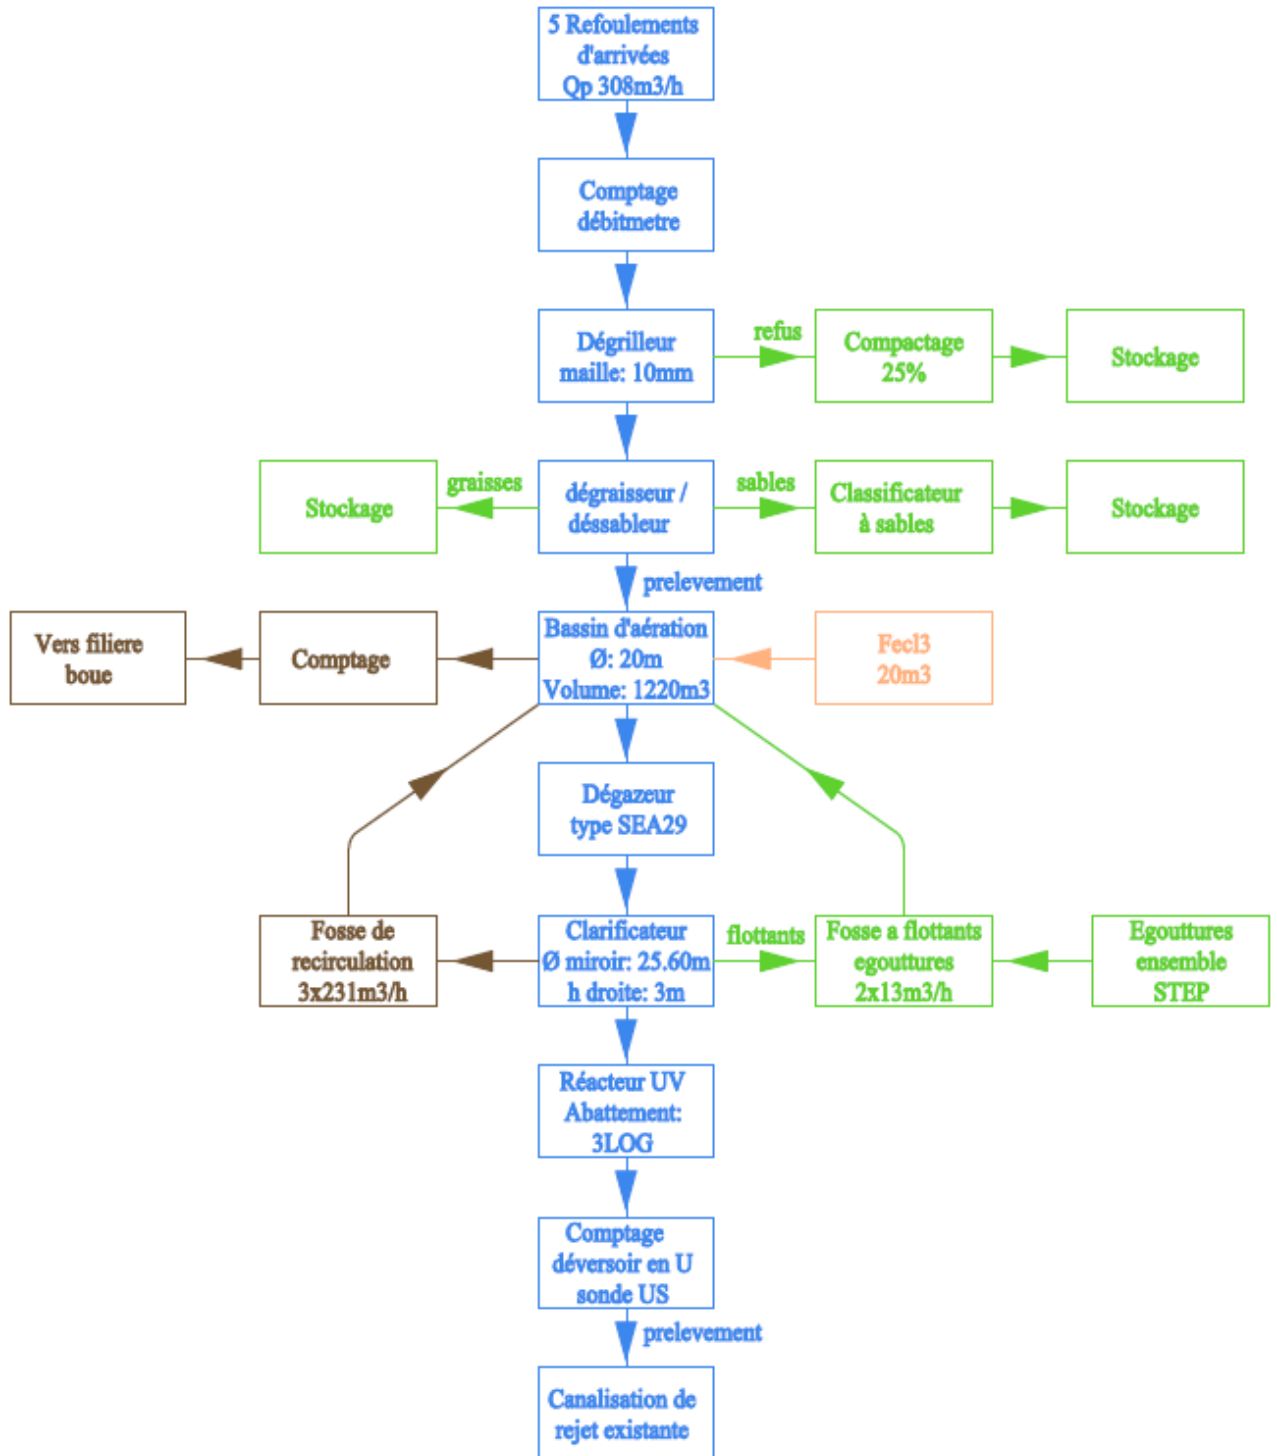 5 Refoulements
d'arrivées
Qp 308m3/h
Comptage
débitmetre
Dégrilleur
maille: 10mm
refus
Compactage
25%
Stockage
Stockage
graisses
dégraisseur /
déssableur
sables
Classificateur
à sables
Stockage
prelevement
Vers filiere
boue
Comptage
Bassin d'aération
Ø: 20m
Volume: 1220m3
Fecl3
20m3
Dégazeur
type SEA29
Fosse de
recirculation
3x231m3/h
Clarificateur
Ø miroir: 25.60m
h droite: 3m
flottants
Fosse a flottants
egouttures
2x13m3/h
Egouttures
ensemble
STEP
Réacteur UV
Abattement:
3LOG
Comptage
déversoir en U
sonde US
prelevement
Canalisation de
rejet existante